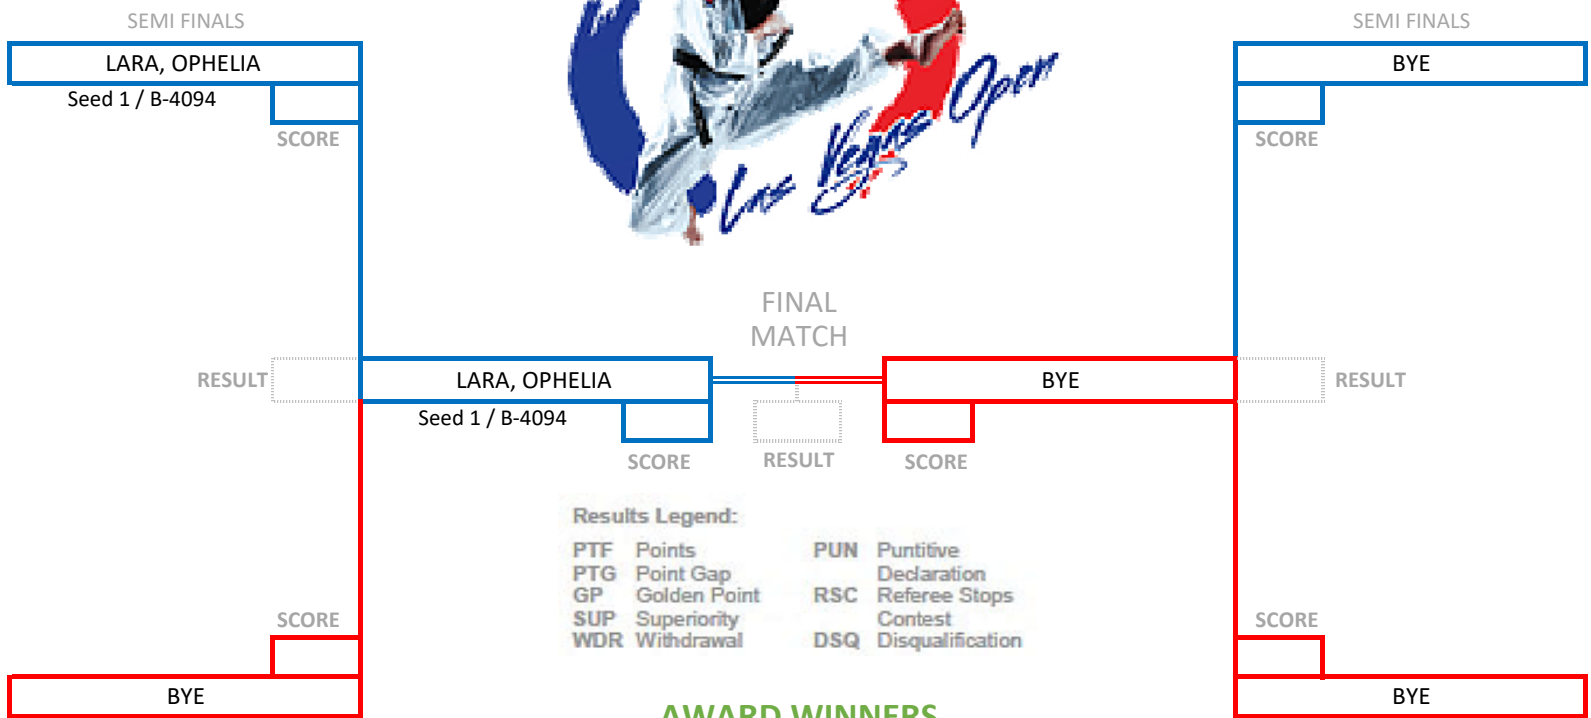 SEMI FINALS
SEMI FINALS
LARA, OPHELIA
BYE
Seed 1 / B-4094
SCORE
SCORE
Las Vegas Open
FINAL
MATCH
RESULT
LARA, OPHELIA
BYE
RESULT
Seed 1 / B-4094
SCORE
RESULT
SCORE
Results Legend:
PTF Points
PTG Point Gap
GP Golden Point
SUP Superiority
WDR Withdrawal
PUN Puntitive
Declaration
RSC Referee Stops
Contest
DSQ Disqualification
SCORE
SCORE
BYE
BYE
AWARD WINNERS